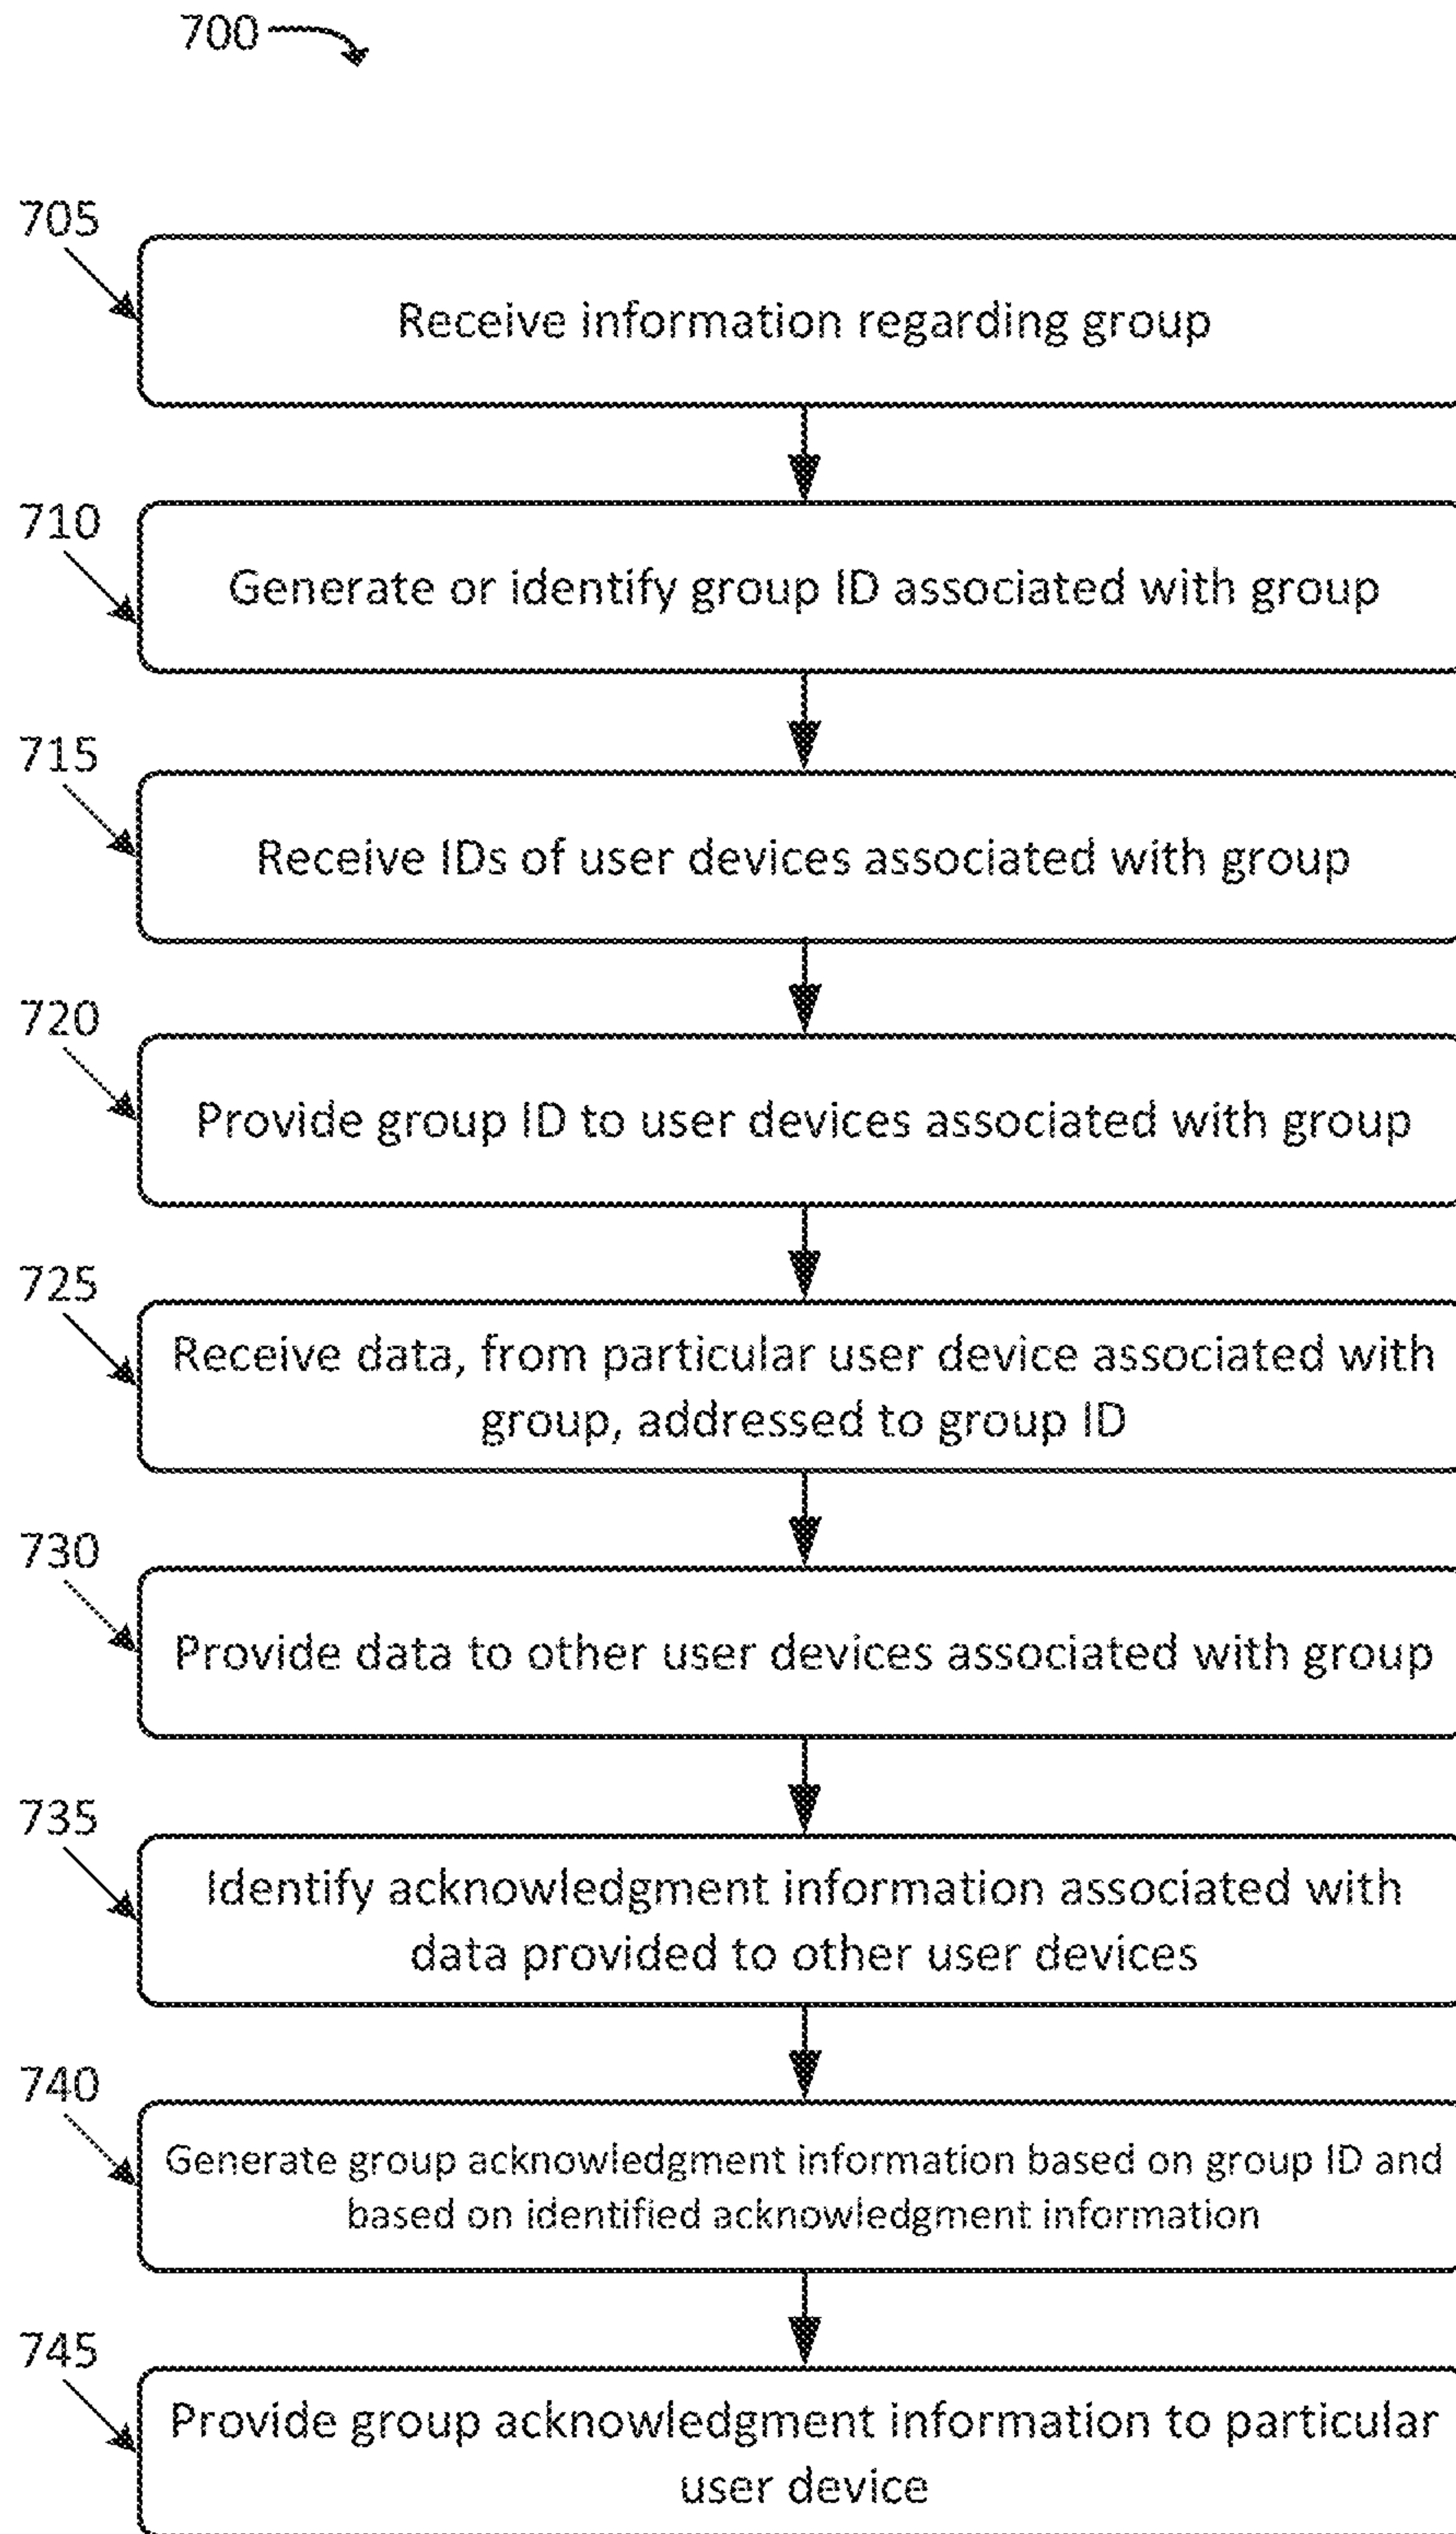 700
705
Receive information regarding group
710
Generate or identify group ID associated with group
715
Receive IDs of user devices associated with group
720
Provide group ID to user devices associated with group
725
Receive data, from particular user device associated with
group, addressed to group ID
730
Provide data to other user devices associated with group
735
Identify acknowledgment information associated with
data provided to other user devices
740
Generate group acknowledgment information based on group ID and
based on identified acknowledgment information
745
Provide group acknowledgment information to particular
user device